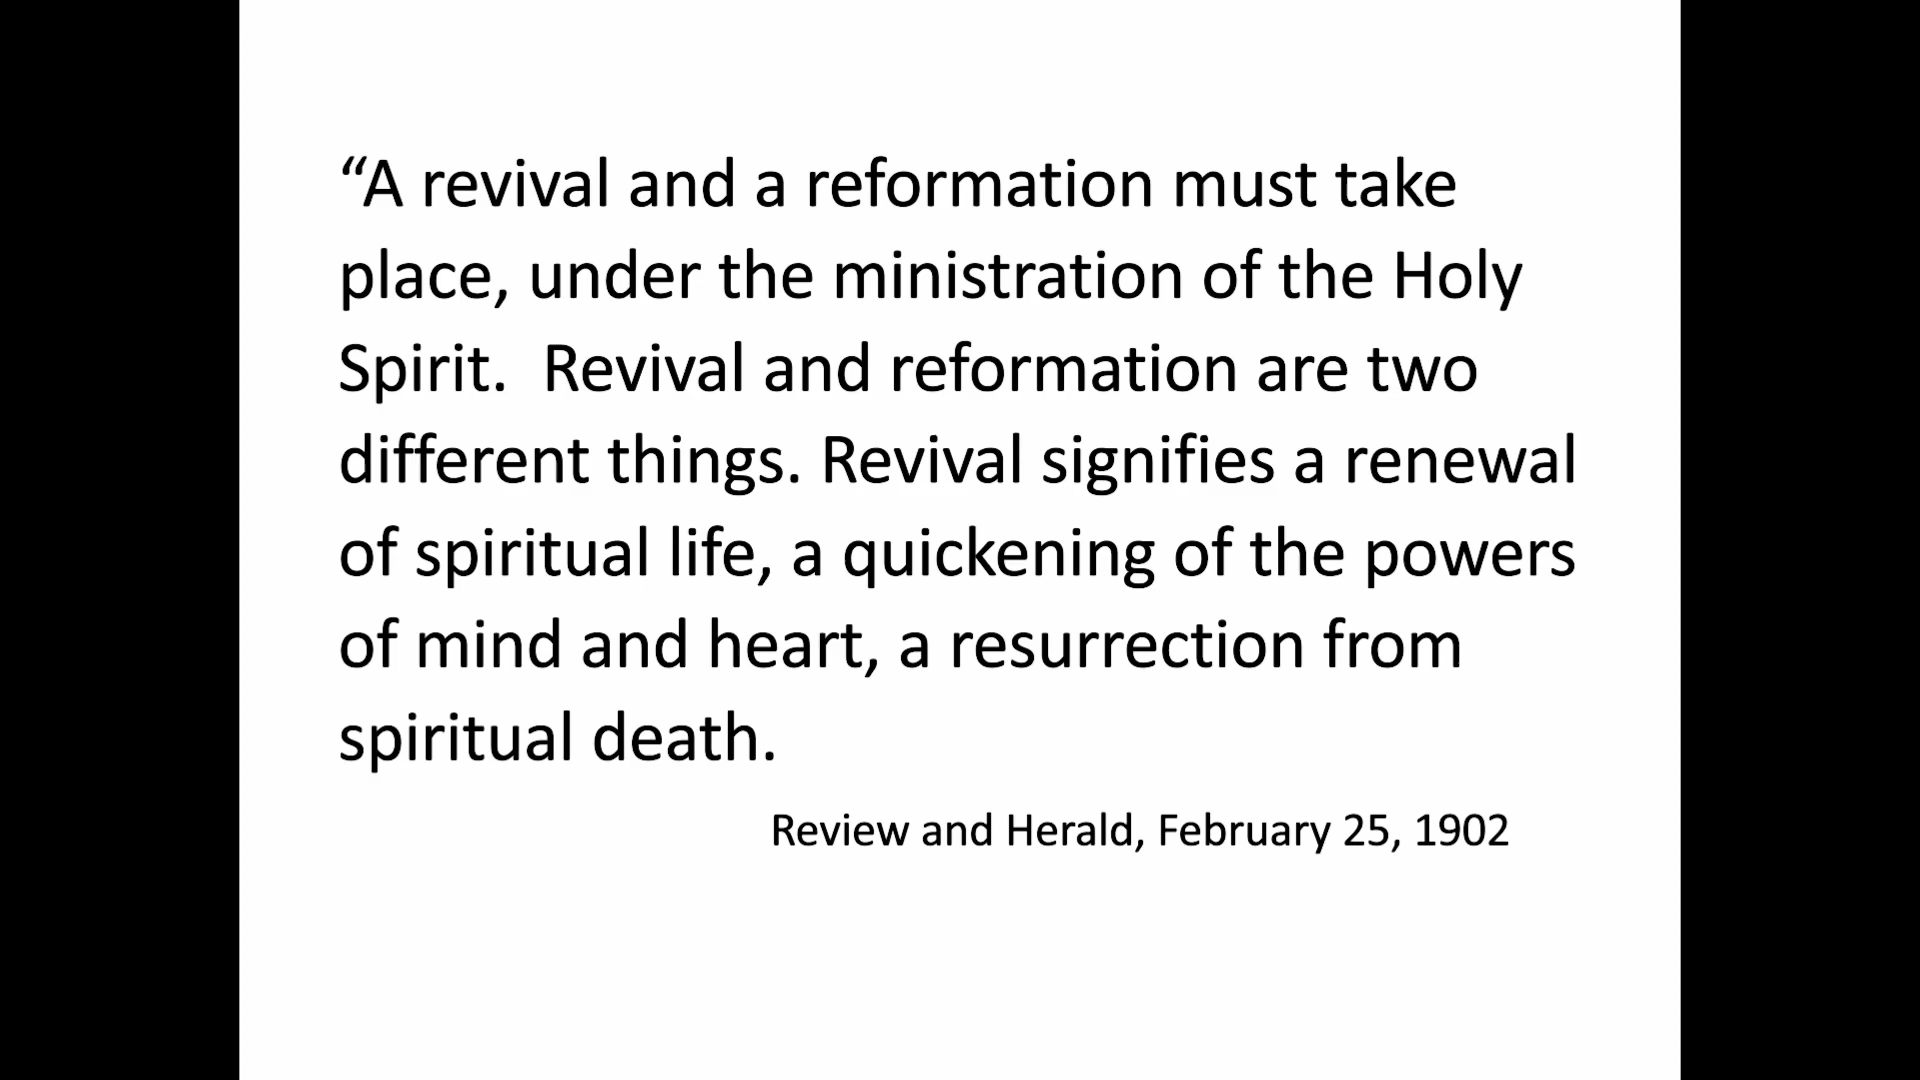 “A revival and a reformation must take
place, under the ministration of the Holy
Spirit.  Revival and reformation are two
different things. Revival signifies a renewal
of spiritual life, a quickening of the powers
of mind and heart, a resurrection from
spiritual death.
Review and Herald, February 25, 1902